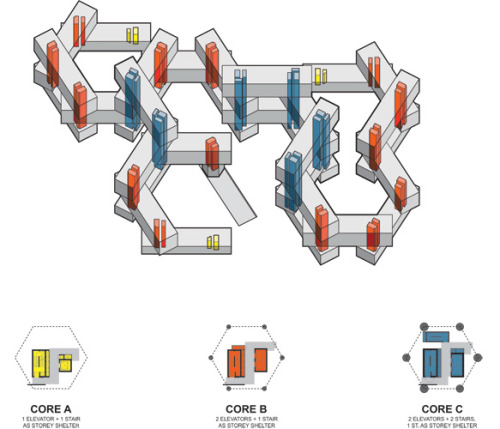 CORE A
1 ELEVATOR + 1 STAIR
AS STOREY SHELTER
CORE B
2 ELEVATORS + 1 STAIR
AS STOREY SHELTER
CORE C
2 ELEVATORS + 2 STAIRS,
1 ST. AS STOREY SHELTER